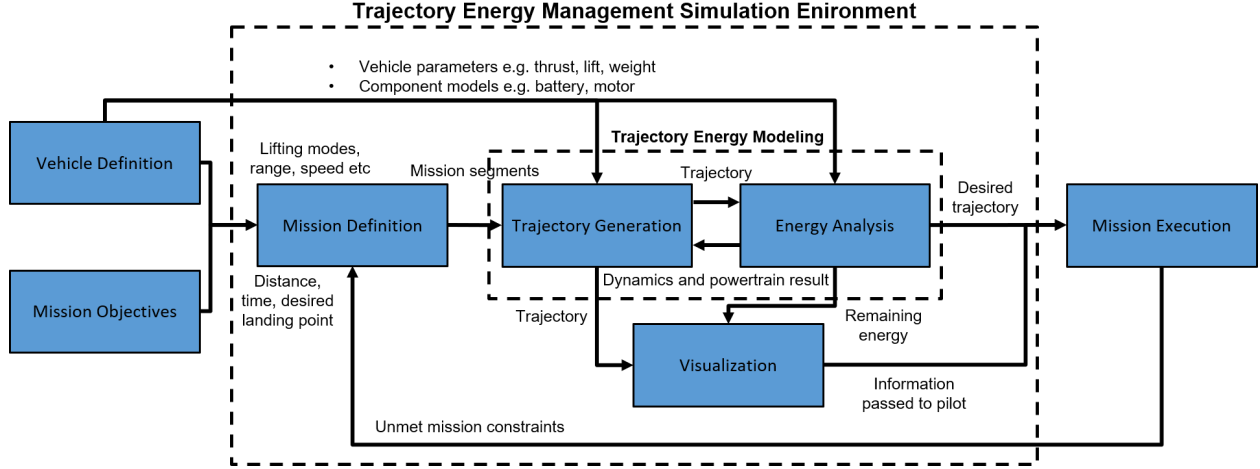 Trajectory Energy Management Simulation Enironment
• Vehicle parameters e.g. thrust, lift, weight
• Component models e.g. battery, motor
Trajectory Energy Modeling
Vehicle Definition
Lifting modes,
range, speed etc
Mission segments
Trajectory
Desired
trajectory
Mission Definition
Trajectory Generation
Energy Analysis
Mission Execution
Mission Objectives
Distance,
time, desired
landing point
Dynamics and powertrain result
Trajectory
Remaining
energy
Visualization
Information
passed to pilot
Unmet mission constraints